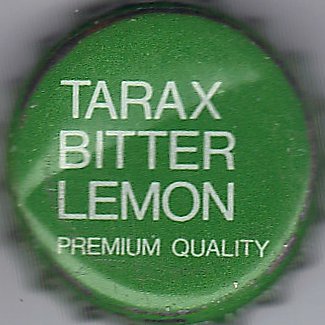 TARAX
BITTER
LEMON
PREMIUM QUALITY